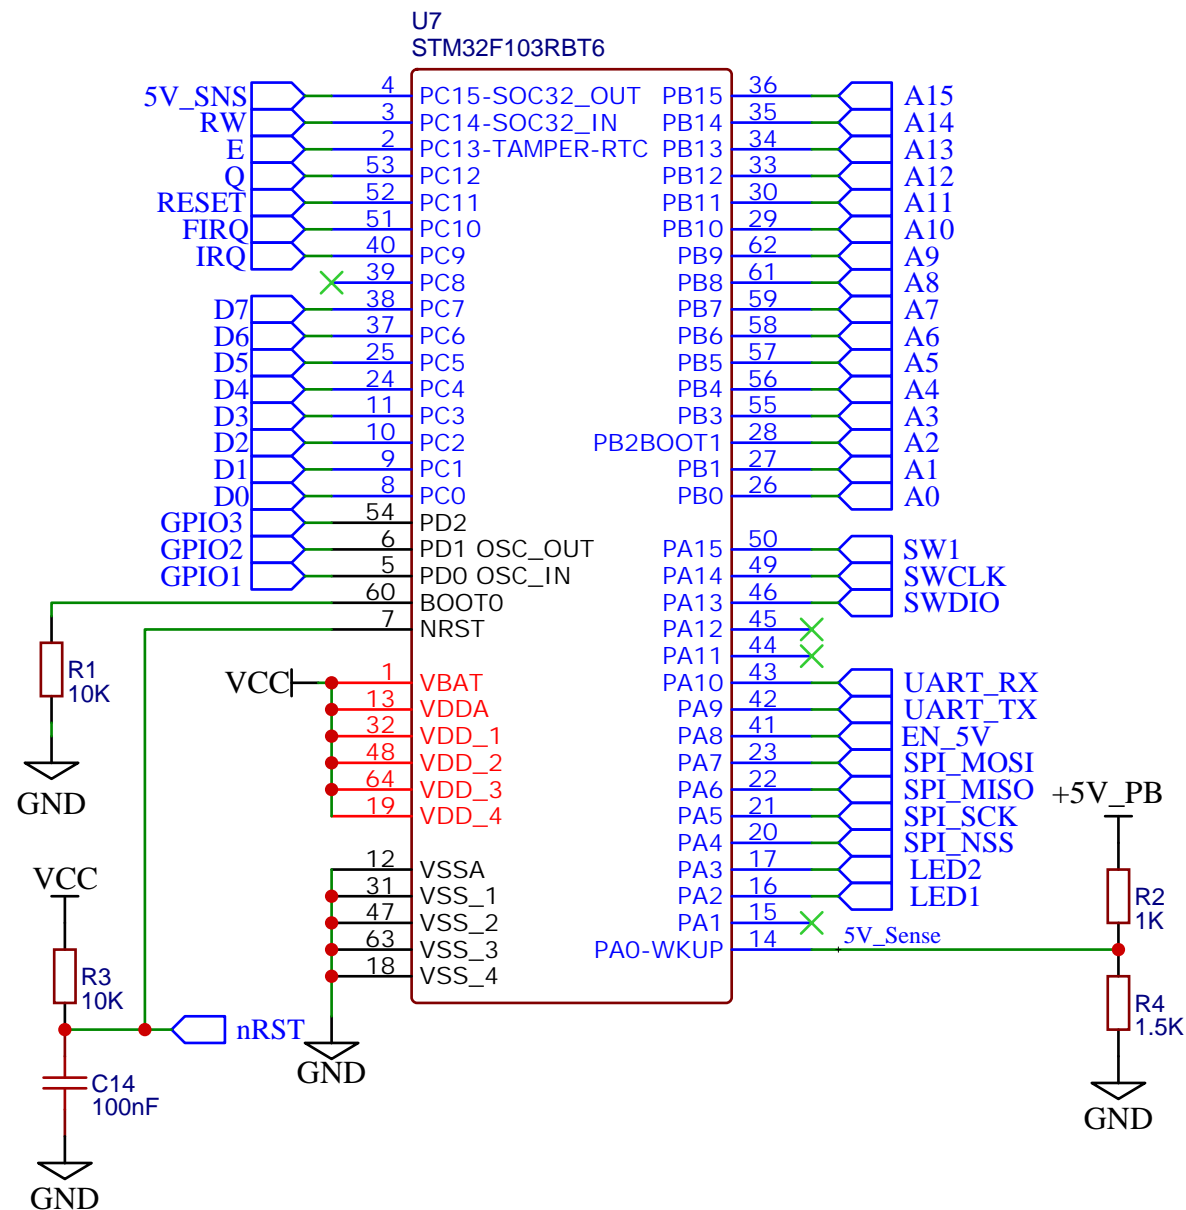 U7
STM32F103RBT6
5V_SNS 4 PC15-SOC32_OUT PB15 36 A15
RW 3 PC14-SOC32_IN PB14 35 A14
E 2 PC13-TAMPER-RTC PB13 34 A13
Q 53 PC12 PB12 33 A12
RESET 52 PC11 PB11 30 A11
FIRQ 51 PC10 PB10 29 A10
IRQ 40 PC9 PB9 62 A9
39 PC8 PB8 61 A8
D7 38 PC7 PB7 59 A7
D6 37 PC6 PB6 58 A6
D5 25 PC5 PB5 57 A5
D4 24 PC4 PB4 56 A4
D3 11 PC3 PB3 55 A3
D2 10 PC2 PB2BOOT1 28 A2
D1 9 PC1 PB1 27 A1
D0 8 PC0 PB0 26 A0
GPIO3 54 PD2
GPIO2 6 PD1 OSC_OUT PA15 50 SW1
GPIO1 5 PD0 OSC_IN PA14 49 SWCLK
60 BOOT0 PA13 46 SWDIO
7 NRST PA12 45
PA11 44
R1
10K
GND
VCC 1 VBAT PA10 43 UART_RX
13 VDDA PA9 42 UART_TX
32 VDD_1 PA8 41 EN_5V
48 VDD_2 PA7 23 SPI_MOSI
64 VDD_3 PA6 22 SPI_MISO
19 VDD_4 PA5 21 SPI_SCK
PA4 20 SPI_NSS
12 VSSA PA3 17 LED2
31 VSS_1 PA2 16 LED1
47 VSS_2 PA1 15
63 VSS_3 PA0-WKUP 14 5V_Sense
18 VSS_4
GND
+5V_PB
R2
1K
R4
1.5K
GND
VCC
R3
10K
nRST
C14
100nF
GND